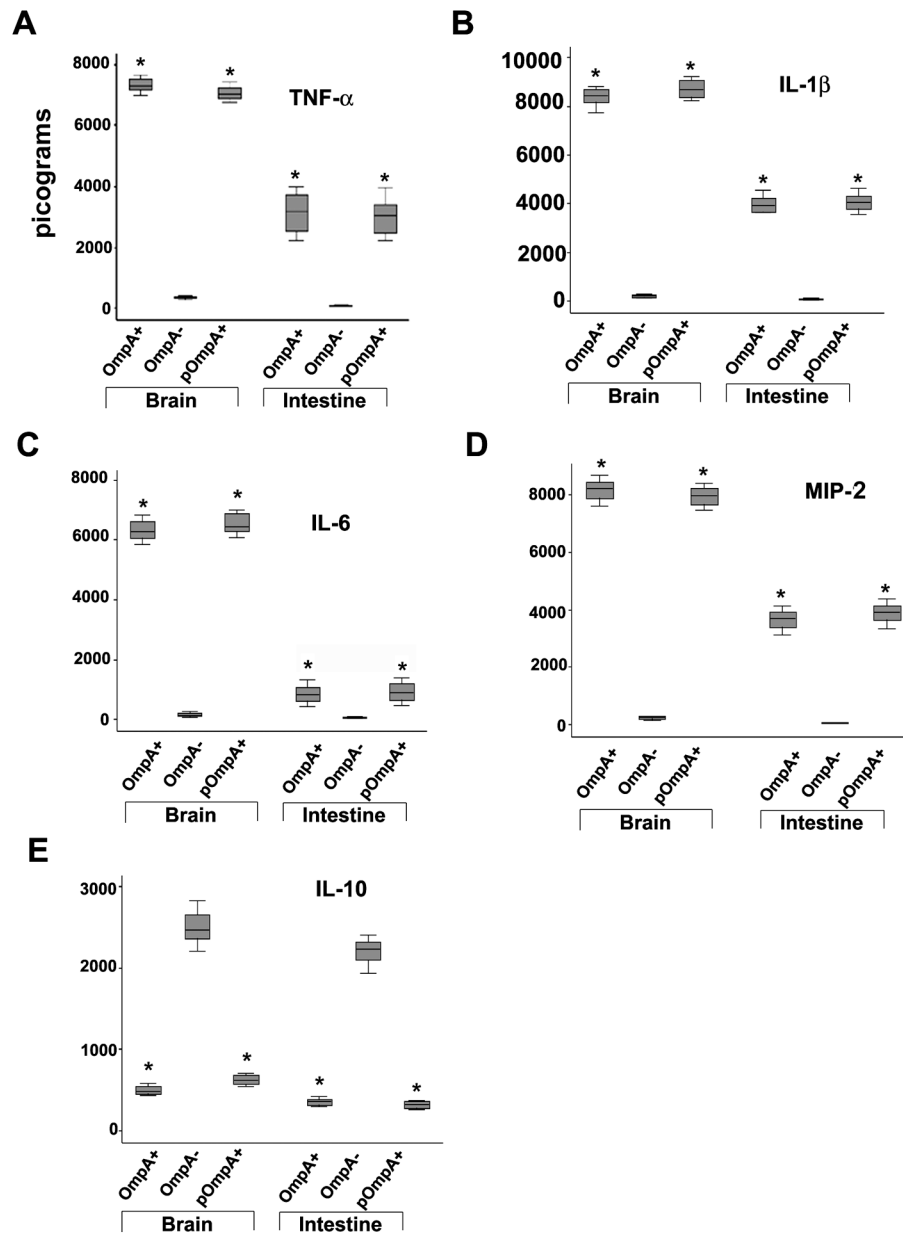 A
TNF-α
picograms
8000
6000
4000
2000
0
OmpA+
OmpA-
pOmpA+
OmpA+
OmpA-
pOmpA+
Brain
Intestine
B
IL-1β
10000
8000
6000
4000
2000
0
OmpA+
OmpA-
pOmpA+
OmpA+
OmpA-
pOmpA+
Brain
Intestine
C
IL-6
8000
6000
4000
2000
0
OmpA+
OmpA-
pOmpA+
OmpA+
OmpA-
pOmpA+
Brain
Intestine
D
MIP-2
8000
6000
4000
2000
0
OmpA+
OmpA-
pOmpA+
OmpA+
OmpA-
pOmpA+
Brain
Intestine
E
IL-10
3000
2000
1000
0
OmpA+
OmpA-
pOmpA+
OmpA+
OmpA-
pOmpA+
Brain
Intestine